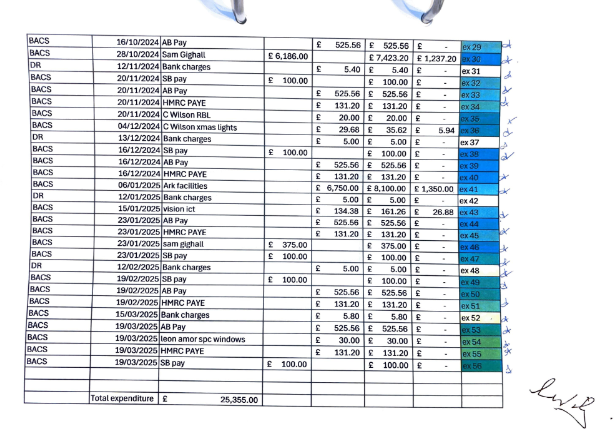 BACS 16/10/2024 AB Pay £ 525.56 £ 525.56 £ - ex 29
BACS 28/10/2024 Sam Gighall £ 6,186.00 £ 7,423.20 £ 1,237.20 ex 30
DR 12/11/2024 Bank charges £ 5.40 £ 5.40 £ - ex 31
BACS 20/11/2024 SB pay £ 100.00 £ 100.00 £ - ex 32
BACS 20/11/2024 AB Pay £ 525.56 £ 525.56 £ - ex 33
BACS 20/11/2024 HMRC PAYE £ 131.20 £ 131.20 £ - ex 34
BACS 20/11/2024 C Wilson RBL £ 20.00 £ 20.00 £ - ex 35
BACS 04/12/2024 C Wilson xmas lights £ 29.68 £ 35.62 £ 5.94 ex 36
DR 13/12/2024 Bank charges £ 5.00 £ 5.00 £ - ex 37
BACS 16/12/2024 SB pay £ 100.00 £ 100.00 £ - ex 38
BACS 16/12/2024 AB Pay £ 525.56 £ 525.56 £ - ex 39
BACS 16/12/2024 HMRC PAYE £ 131.20 £ 131.20 £ - ex 40
BACS 06/01/2025 Ark facilities £ 6,750.00 £ 8,100.00 £ 1,350.00 ex 41
DR 12/01/2025 Bank charges £ 5.00 £ 5.00 £ - ex 42
BACS 15/01/2025 vision ict £ 134.38 £ 161.26 £ 26.88 ex 43
BACS 23/01/2025 AB Pay £ 525.56 £ 525.56 £ - ex 44
BACS 23/01/2025 HMRC PAYE £ 131.20 £ 131.20 £ - ex 45
BACS 23/01/2025 sam gighall £ 375.00 £ 375.00 £ - ex 46
BACS 23/01/2025 SB pay £ 100.00 £ 100.00 £ - ex 47
DR 12/02/2025 Bank charges £ 5.00 £ 5.00 £ - ex 48
BACS 19/02/2025 SB pay £ 100.00 £ 100.00 £ - ex 49
BACS 19/02/2025 AB Pay £ 525.56 £ 525.56 £ - ex 50
BACS 19/02/2025 HMRC PAYE £ 131.20 £ 131.20 £ - ex 51
BACS 15/03/2025 Bank charges £ 5.80 £ 5.80 £ - ex 52
BACS 19/03/2025 AB Pay £ 525.56 £ 525.56 £ - ex 53
BACS 19/03/2025 leon amor spc windows £ 30.00 £ 30.00 £ - ex 54
BACS 19/03/2025 HMRC PAYE £ 131.20 £ 131.20 £ - ex 55
BACS 19/03/2025 SB pay £ 100.00 £ 100.00 £ - ex 56
Total expenditure £ 25,355.00